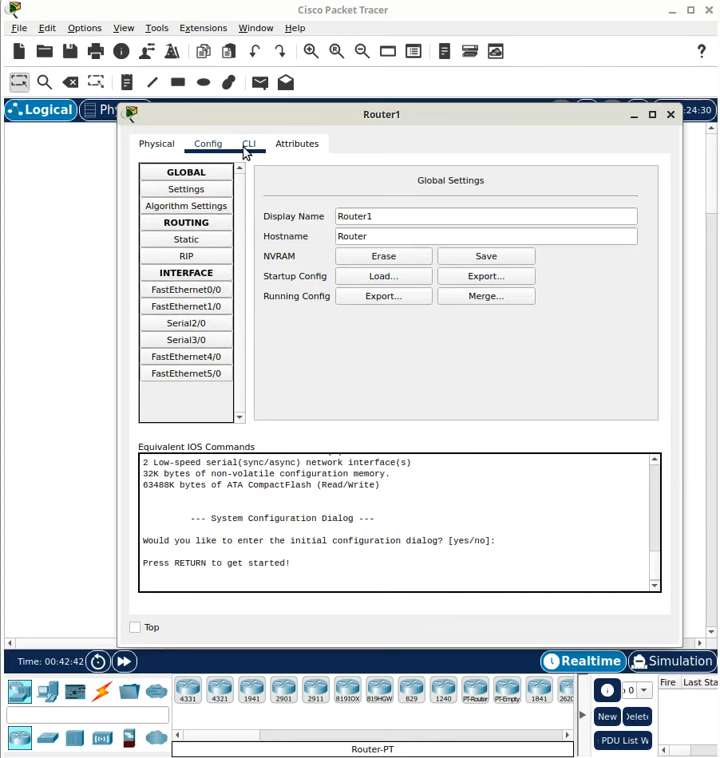 Cisco Packet Tracer
File Edit Options View Tools Extensions Window Help
?
Logical
:24:30
Router1
Physical Config CLI Attributes
GLOBAL
Settings
Algorithm Settings
ROUTING
Static
RIP
INTERFACE
FastEthernet0/0
FastEthernet1/0
Serial2/0
Serial3/0
FastEthernet4/0
FastEthernet5/0
Global Settings
Display Name Router1
Hostname Router
NVRAM Erase Save
Startup Config Load... Export...
Running Config Export... Merge...
Equivalent IOS Commands
2 Low-speed serial(sync/async) network interface(s)
32K bytes of non-volatile configuration memory.
63488K bytes of ATA CompactFlash (Read/Write)
--- System Configuration Dialog ---
Would you like to enter the initial configuration dialog? [yes/no]:
Press RETURN to get started!
Top
Time: 00:42:42
Realtime Simulation
4331 4321 1941 2901 2911 819IOX 819HGW 829 1240 PT-Router PT-Empty 1841 262
Router-PT
0
New Delet
PDU List W
Fire Last Sta